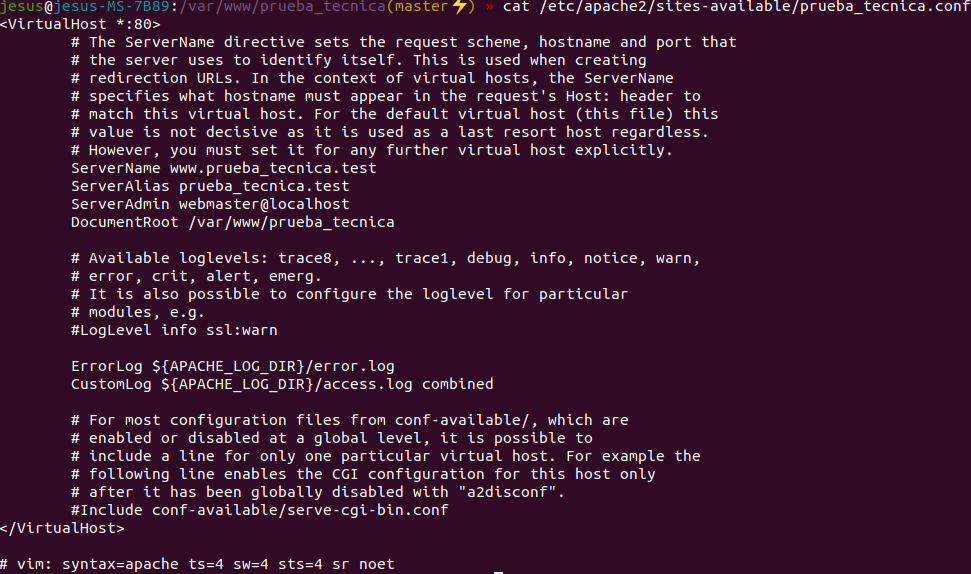 jesus@jesus-MS-7B89:/var/www/prueba_tecnica(master⚡) » cat /etc/apache2/sites-available/prueba_tecnica.conf
<VirtualHost *:80>
# The ServerName directive sets the request scheme, hostname and port that
# the server uses to identify itself. This is used when creating
# redirection URLs. In the context of virtual hosts, the ServerName
# specifies what hostname must appear in the request's Host: header to
# match this virtual host. For the default virtual host (this file) this
# value is not decisive as it is used as a last resort host regardless.
# However, you must set it for any further virtual host explicitly.
ServerName www.prueba_tecnica.test
ServerAlias prueba_tecnica.test
ServerAdmin webmaster@localhost
DocumentRoot /var/www/prueba_tecnica
# Available loglevels: trace8, ..., trace1, debug, info, notice, warn,
# error, crit, alert, emerg.
# It is also possible to configure the loglevel for particular
# modules, e.g.
#LogLevel info ssl:warn
ErrorLog ${APACHE_LOG_DIR}/error.log
CustomLog ${APACHE_LOG_DIR}/access.log combined
# For most configuration files from conf-available/, which are
# enabled or disabled at a global level, it is possible to
# include a line for only one particular virtual host. For example the
# following line enables the CGI configuration for this host only
# after it has been globally disabled with "a2disconf".
#Include conf-available/serve-cgi-bin.conf
</VirtualHost>
# vim: syntax=apache ts=4 sw=4 sts=4 sr noet